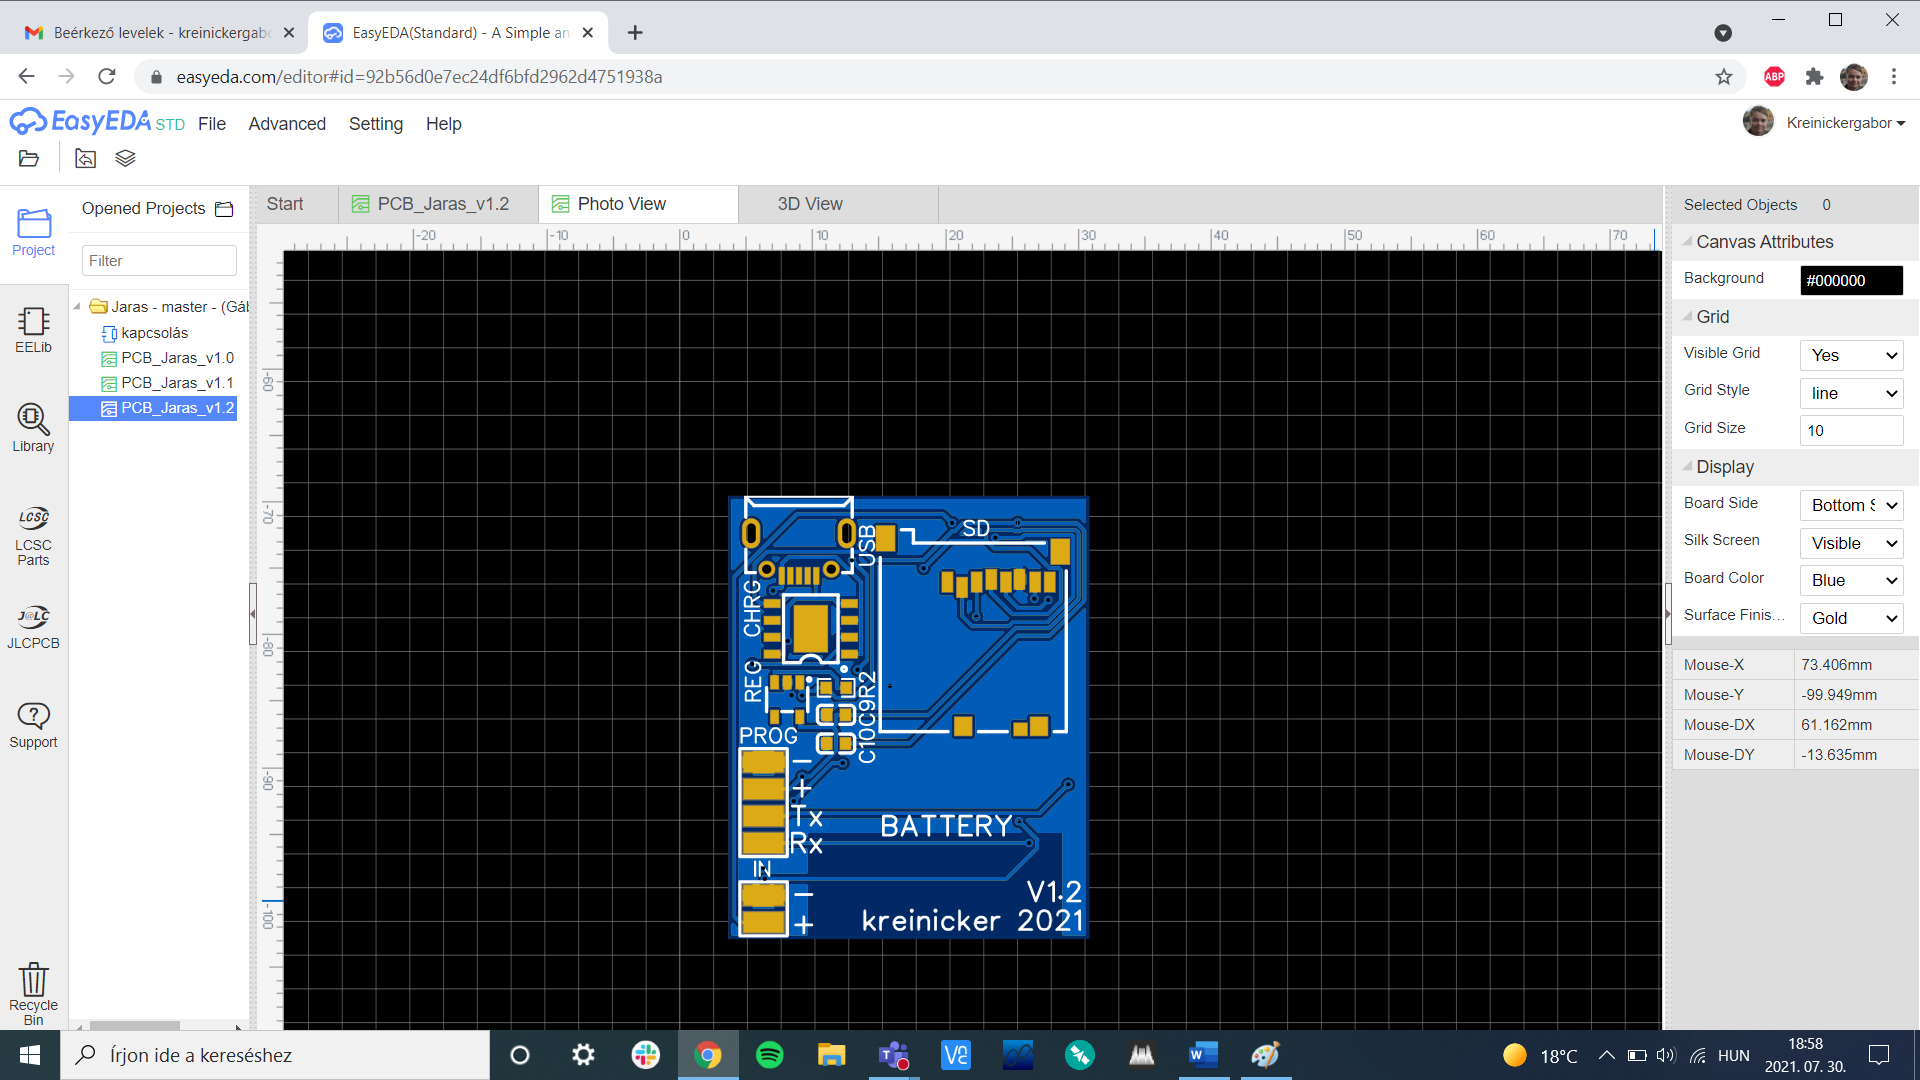 Beérkező levelek - kreinickergabo
EasyEDA(Standard) - A Simple an
easyeda.com/editor#id=92b56d0e7ec24df6bfd2962d4751938a
ABP
EasyEDA STD File Advanced Setting Help
Kreinickergabor
Project
EELib
Library
LCSC
LCSC
Parts
J@LC
JLCPCB
Support
Recycle
Bin
Opened Projects
Filter
Jaras - master - (Gáb
kapcsolás
PCB_Jaras_v1.0
PCB_Jaras_v1.1
PCB_Jaras_v1.2
Start PCB_Jaras_v1.2 Photo View 3D View
-20 -10 0 10 20 30 40 50 60 70
-60
-70
-80
-90
-100
SD
USB
CHRG
REG
C10C9R2
PROG
−
+
Tx
Rx
BATTERY
IN
−
+
V1.2
kreinicker 2021
Selected Objects 0
Canvas Attributes
Background #000000
Grid
Visible Grid Yes
Grid Style line
Grid Size 10
Display
Board Side Bottom S
Silk Screen Visible
Board Color Blue
Surface Finis... Gold
Mouse-X 73.406mm
Mouse-Y -99.949mm
Mouse-DX 61.162mm
Mouse-DY -13.635mm
Írjon ide a kereséshez
18°C
HUN
18:58
2021. 07. 30.